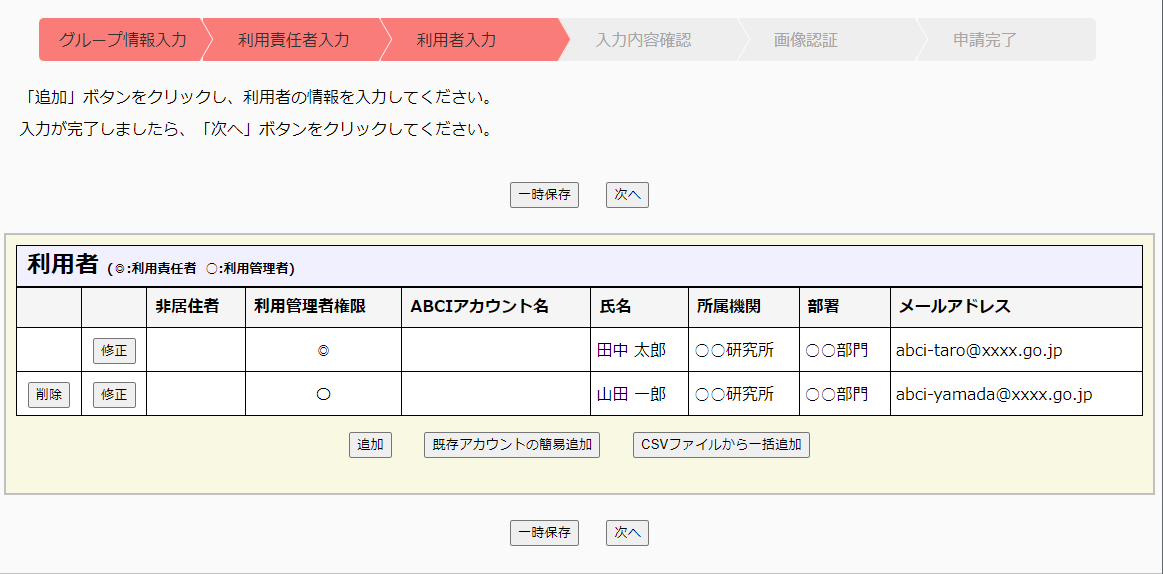 グループ情報入力 利用責任者入力 利用者入力 入力内容確認 画像認証 申請完了
「追加」ボタンをクリックし、利用者の情報を入力してください。
入力が完了しましたら、「次へ」ボタンをクリックしてください。
一時保存 次へ
利用者 (◎:利用責任者 ○:利用管理者)
非居住者 利用管理者権限 ABCIアカウント名 氏名 所属機関 部署 メールアドレス
修正 ◎ 田中 太郎 ○○研究所 ○○部門 abci-taro@xxxx.go.jp
削除 修正 ○ 山田 一郎 ○○研究所 ○○部門 abci-yamada@xxxx.go.jp
追加 既存アカウントの簡易追加 CSVファイルから一括追加
一時保存 次へ